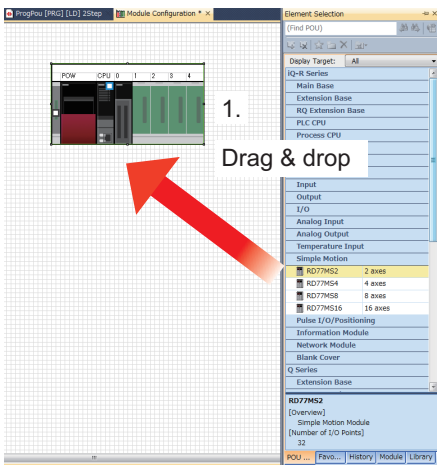 ProgPou [PRG] [LD] 2Step
Module Configuration *
Element Selection
(Find POU)
Display Target: All
iQ-R Series
Main Base
Extension Base
RQ Extension Base
PLC CPU
Process CPU
Input
Output
I/O
Analog Input
Analog Output
Temperature Input
Simple Motion
RD77MS2 2 axes
RD77MS4 4 axes
RD77MS8 8 axes
RD77MS16 16 axes
Pulse I/O/Positioning
Information Module
Network Module
Blank Cover
Q Series
Extension Base
RD77MS2
[Overview]
Simple Motion Module
[Number of I/O Points]
32
POU ... Favo... History Module Library
POW CPU 0 1 2 3 4
1.
Drag & drop